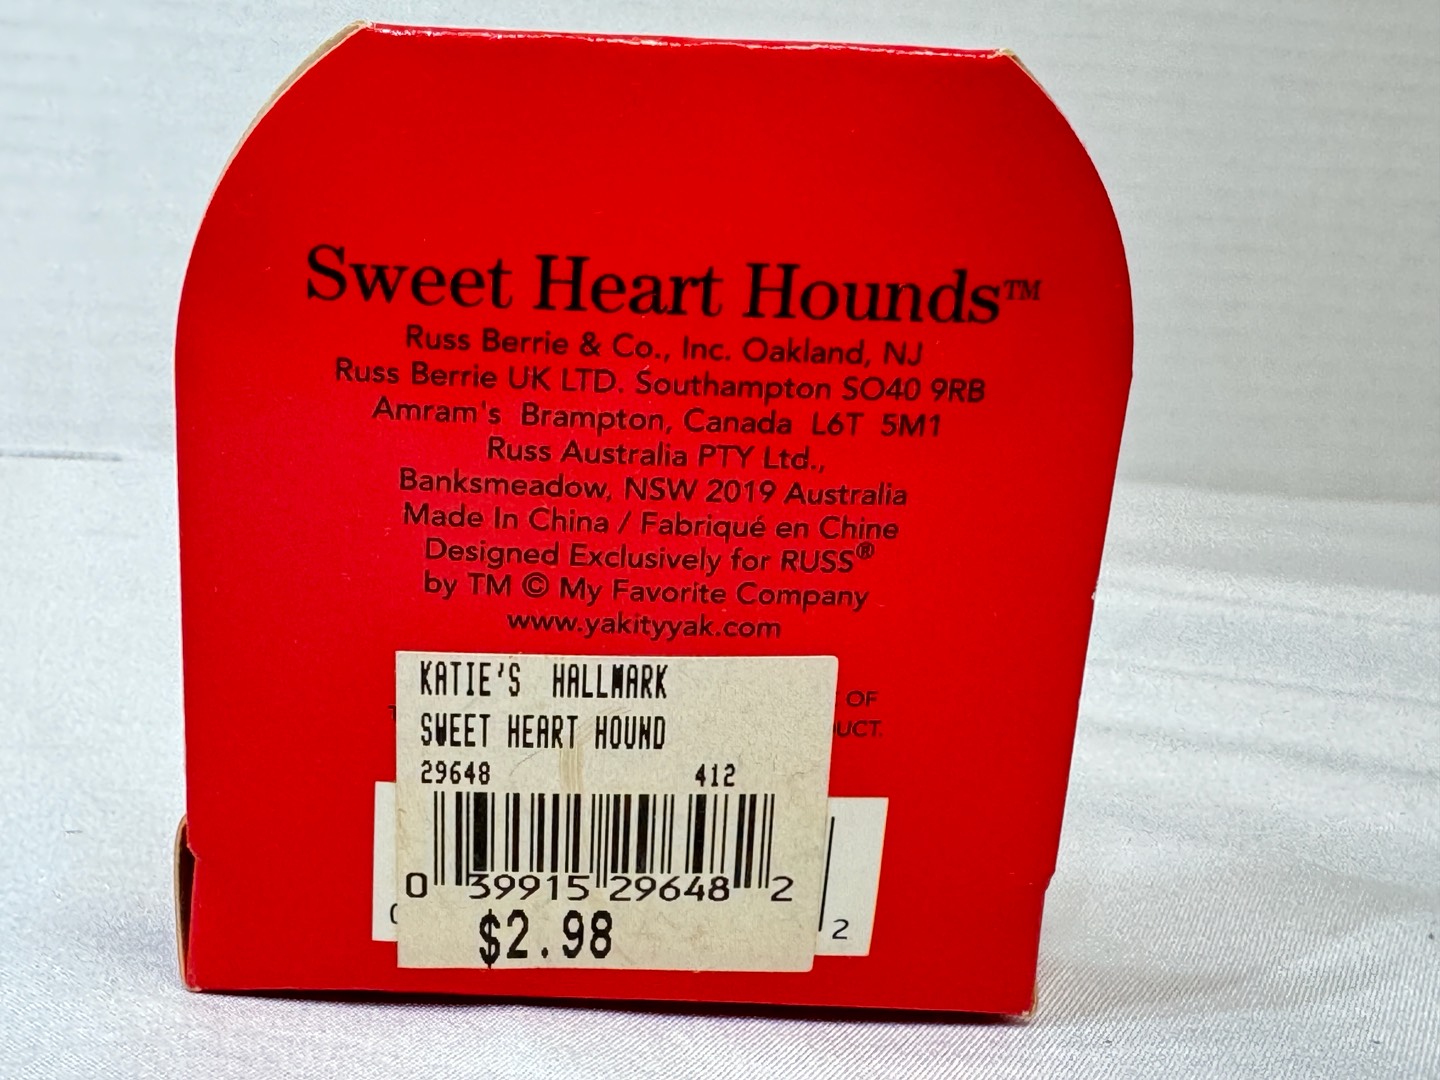 Sweet Heart Hounds™
Russ Berrie & Co., Inc. Oakland, NJ
Russ Berrie UK LTD. Southampton SO40 9RB
Amram's Brampton, Canada L6T 5M1
Russ Australia PTY Ltd.,
Banksmeadow, NSW 2019 Australia
Made In China / Fabriqué en Chine
Designed Exclusively for RUSS®
by TM © My Favorite Company
www.yakityyak.com
OF
KATIE'S HALLMARK
SWEET HEART HOUND
29648 412
0 39915 29648 2
2
$2.98